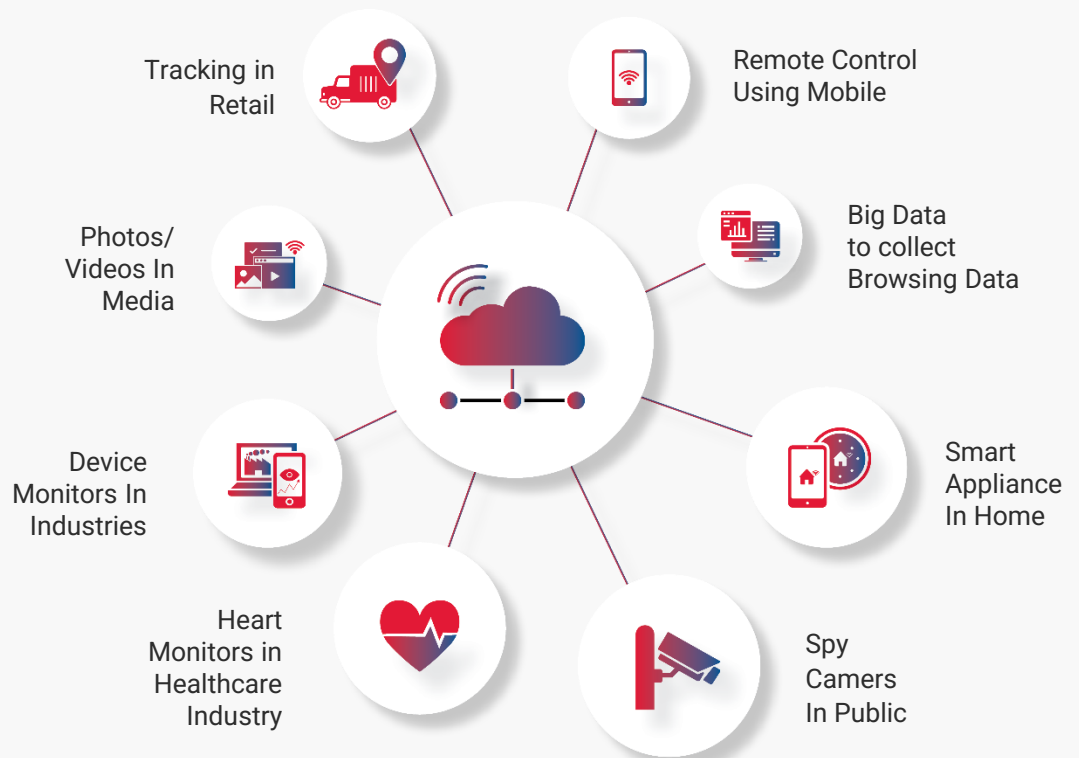 Tracking in
Retail
Remote Control
Using Mobile
Photos/
Videos In
Media
Big Data
to collect
Browsing Data
Device
Monitors In
Industries
Smart
Appliance
In Home
Heart
Monitors in
Healthcare
Industry
Spy
Camers
In Public